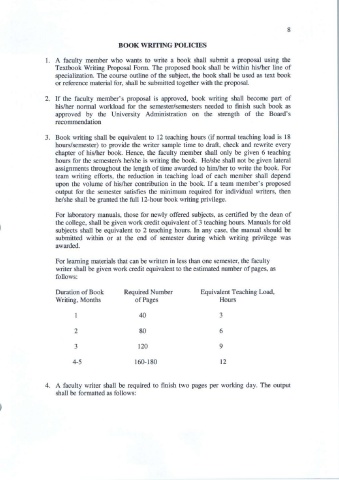 8
BOOK WRITING POLICIES
1. A faculty member who wants to write a book shall submit a proposal using the
Textbook Writing Proposal Form. The proposed book shall be within his/her line of
specialization. The course outline of the subject, the book shall be used as text book
or reference material for, shall be submitted together with the proposal.
2. If the faculty member's proposal is approved, book writing shall become part of
his/her normal workload for the semester/semesters needed to finish such book as
approved by the University Administration on the strength of the Board's
recommendation
3. Book writing shall be equivalent to 12 teaching hours (if normal teaching load is 18
hours/semester) to provide the writer sample time to draft, check and rewrite every
chapter of his/her book. Hence, the faculty member shall only be given 6 teaching
hours for the semester/s he/she is writing the book. He/she shall not be given lateral
assignments throughout the length of time awarded to him/her to write the book. For
team writing efforts, the reduction in teaching load of each member shall depend
upon the volume of his/her contribution in the book. If a team member's proposed
output for the semester satisfies the minimum required for individual writers, then
he/she shall be granted the full 12-hour book writing privilege.
For laboratory manuals, those for newly offered subjects, as certified by the dean of
the college, shall be given work credit equivalent of 3 teaching hours. Manuals for old
subjects shall be equivalent to 2 teaching hours. In any case, the manual should be
submitted within or at the end of semester during which writing privilege was
awarded.
For learning materials that can be written in less than one semester, the faculty
writer shall be given work credit equivalent to the estimated number of pages, as
follows:
Duration of Book Required Number Equivalent Teaching Load,
Writing, Months of Pages Hours
1 40 3
2 80 6
3 120 9
4-5 160-180 12
4. A faculty writer shall be required to finish two pages per working day. The output
shall be formatted as follows: